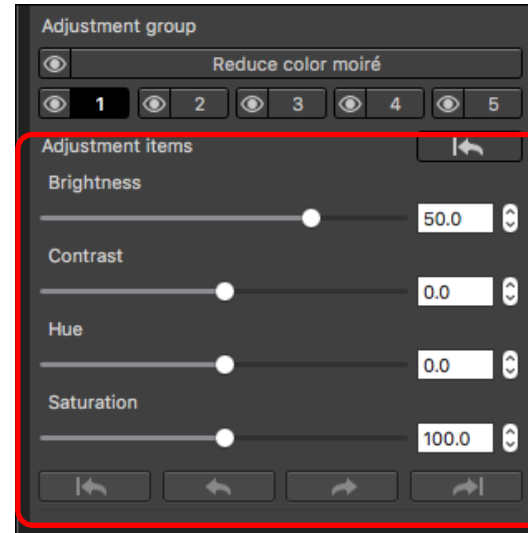 Adjustment group
Reduce color moiré
1 2 3 4 5
Adjustment items
Brightness
50.0
Contrast
0.0
Hue
0.0
Saturation
100.0